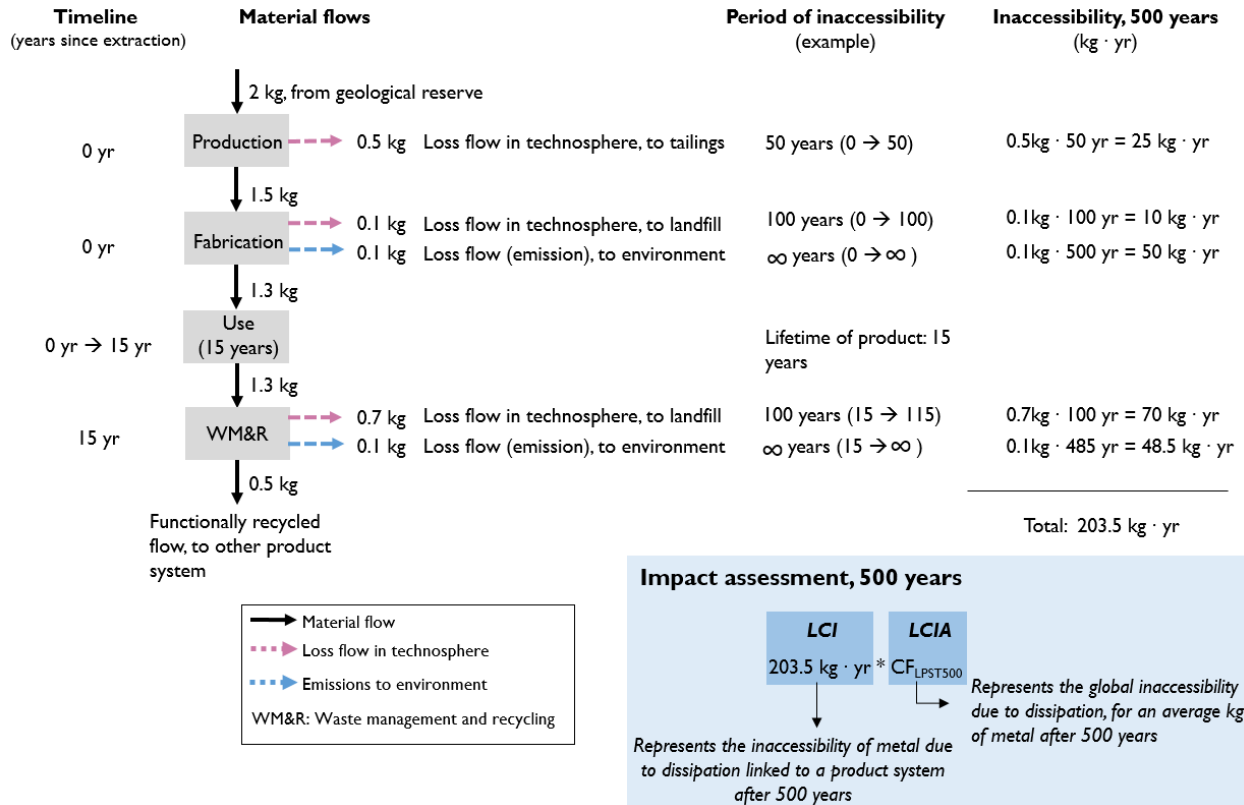 Timeline
(years since extraction)
Material flows
Period of inaccessibility
(example)
Inaccessibility, 500 years
(kg · yr)
2 kg, from geological reserve
0 yr
Production
0.5 kg Loss flow in technosphere, to tailings
50 years (0 → 50)
0.5kg · 50 yr = 25 kg · yr
1.5 kg
0 yr
Fabrication
0.1 kg Loss flow in technosphere, to landfill
100 years (0 → 100)
0.1kg · 100 yr = 10 kg · yr
0.1 kg Loss flow (emission), to environment
∞ years (0 → ∞ )
0.1kg · 500 yr = 50 kg · yr
1.3 kg
0 yr → 15 yr
Use
(15 years)
Lifetime of product: 15
years
1.3 kg
15 yr
WM&R
0.7 kg Loss flow in technosphere, to landfill
100 years (15 → 115)
0.7kg · 100 yr = 70 kg · yr
0.1 kg Loss flow (emission), to environment
∞ years (15 → ∞)
0.1kg · 485 yr = 48.5 kg · yr
0.5 kg
Functionally recycled
flow, to other product
system
Total: 203.5 kg · yr
Material flow
Loss flow in technosphere
Emissions to environment
WM&R: Waste management and recycling
Impact assessment, 500 years
LCI
LCIA
203.5 kg · yr * CF_LPST500
Represents the global inaccessibility
due to dissipation, for an average kg
of metal after 500 years
Represents the inaccessibility of metal due
to dissipation linked to a product system
after 500 years